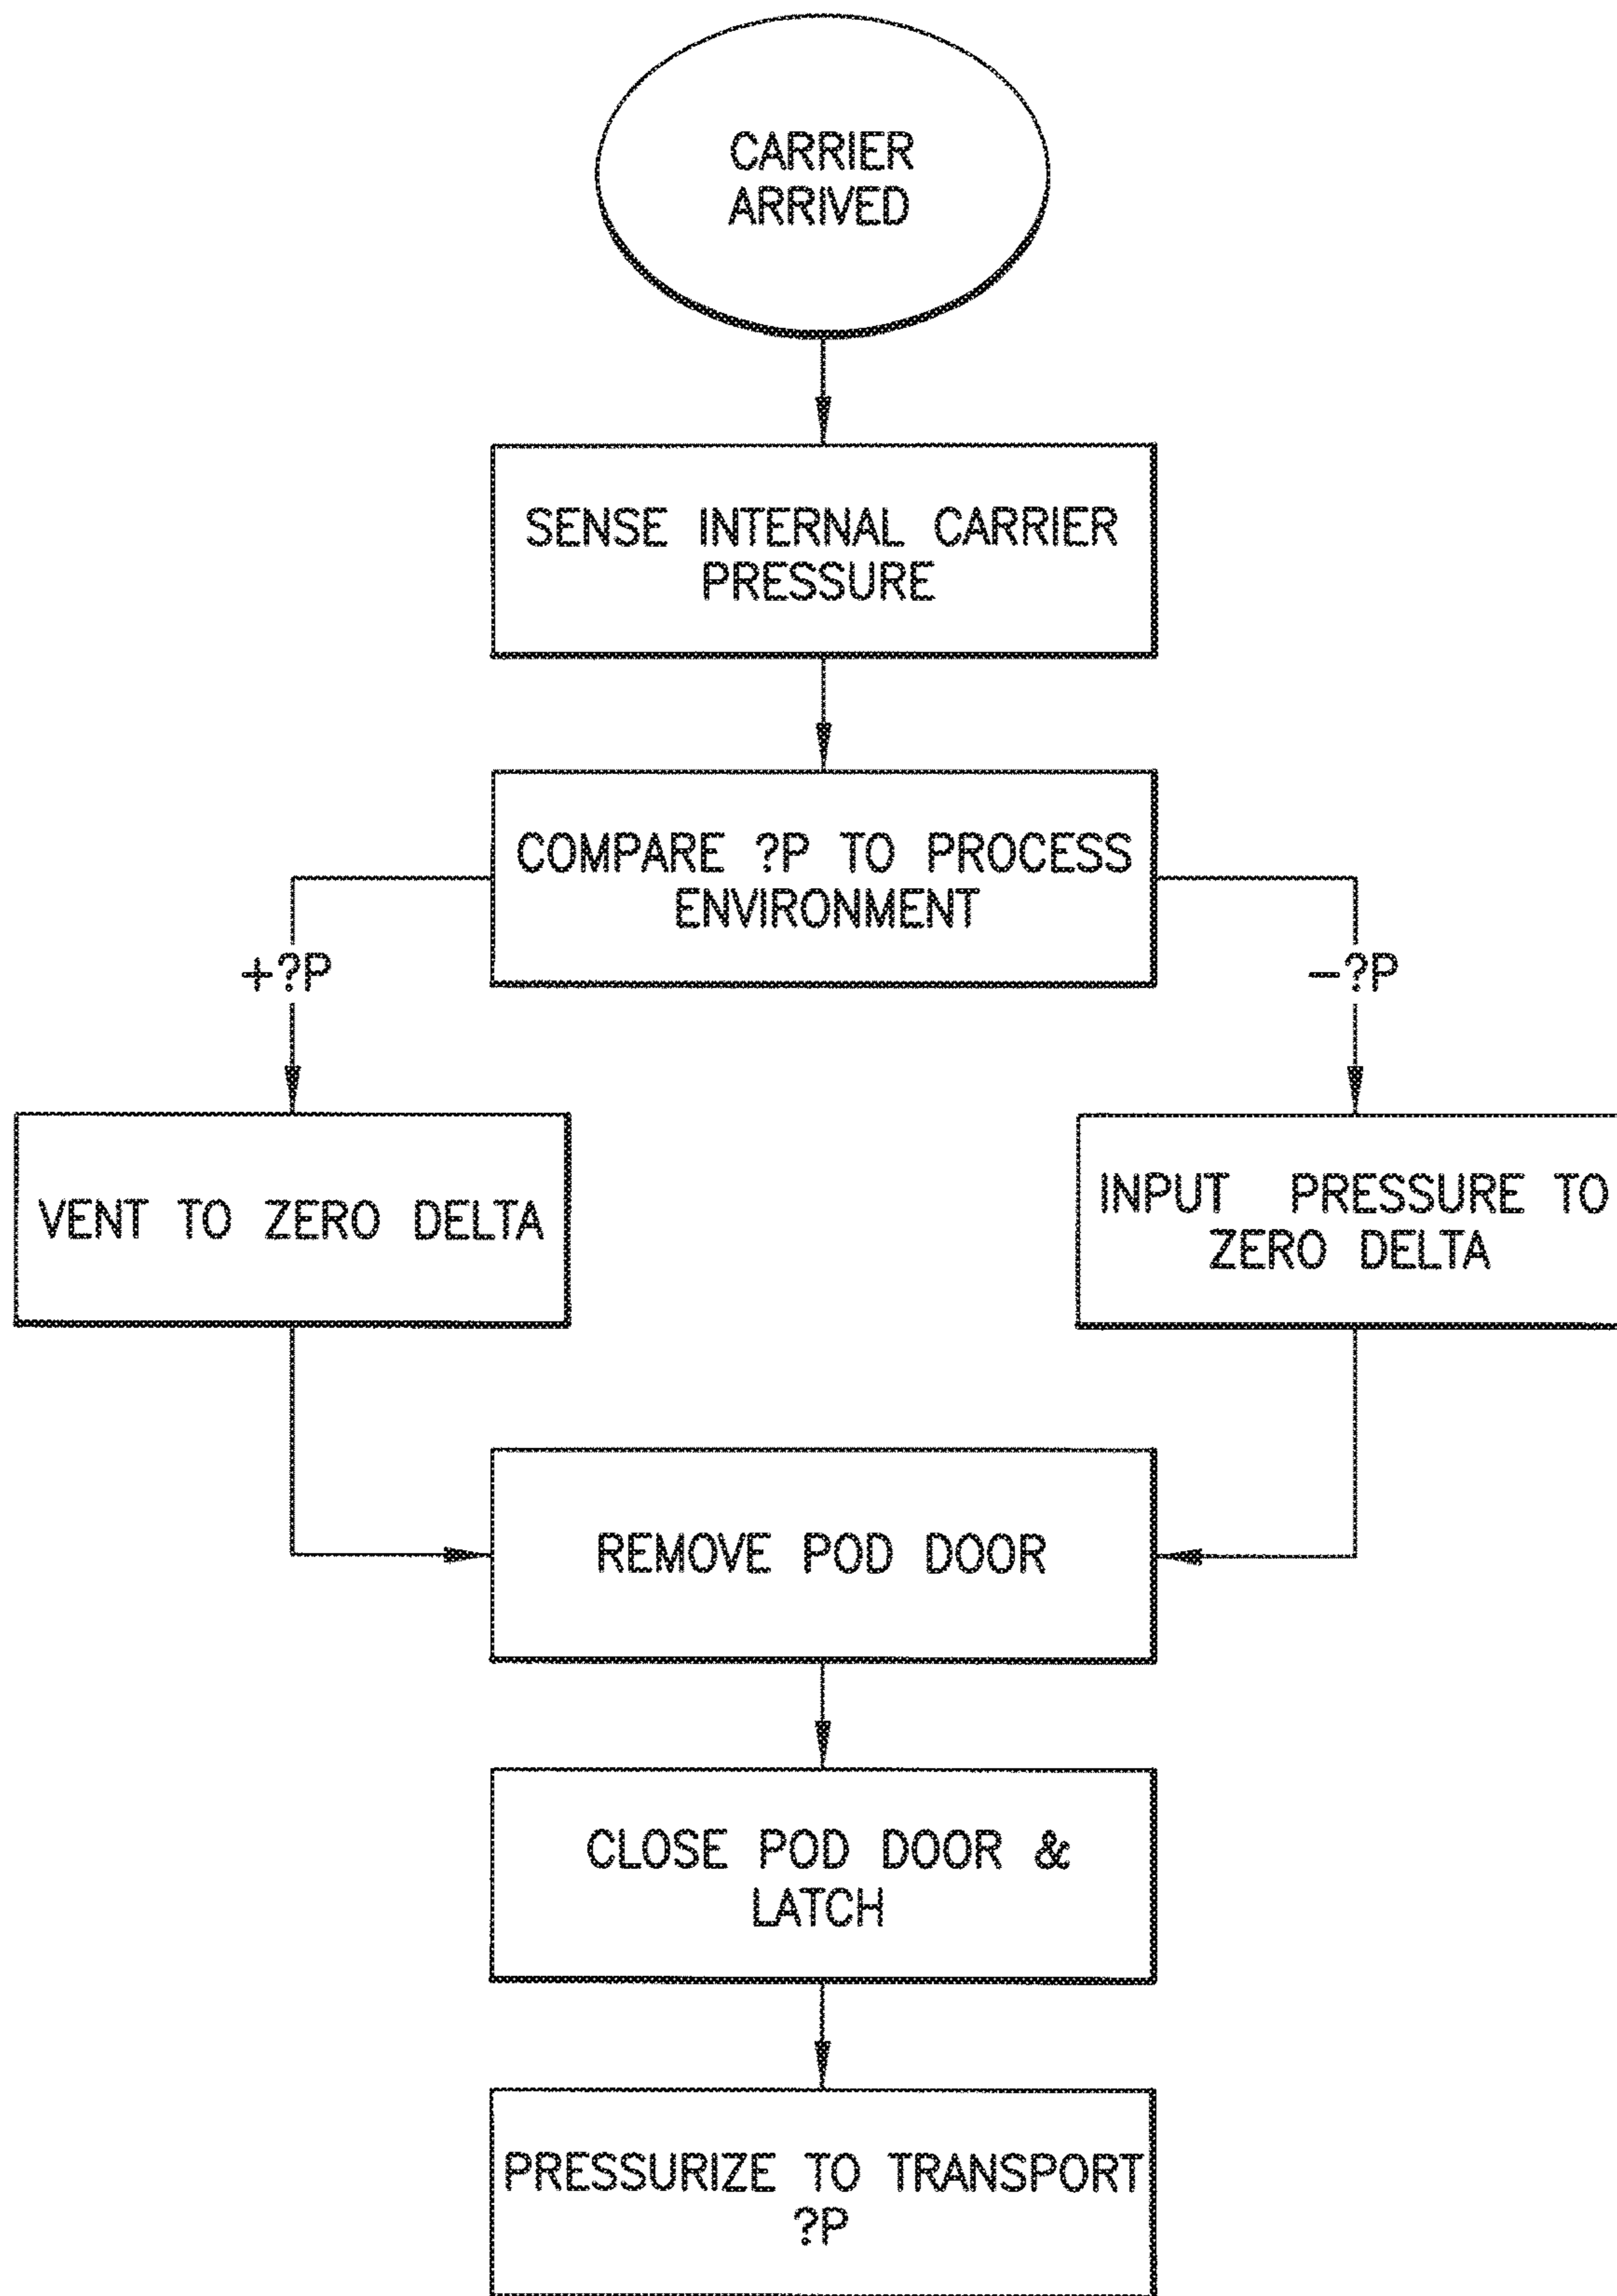 CARRIER
ARRIVED
SENSE INTERNAL CARRIER
PRESSURE
COMPARE ?P TO PROCESS
ENVIRONMENT
+?P
-?P
VENT TO ZERO DELTA
INPUT PRESSURE TO
ZERO DELTA
REMOVE POD DOOR
CLOSE POD DOOR &
LATCH
PRESSURIZE TO TRANSPORT
?P